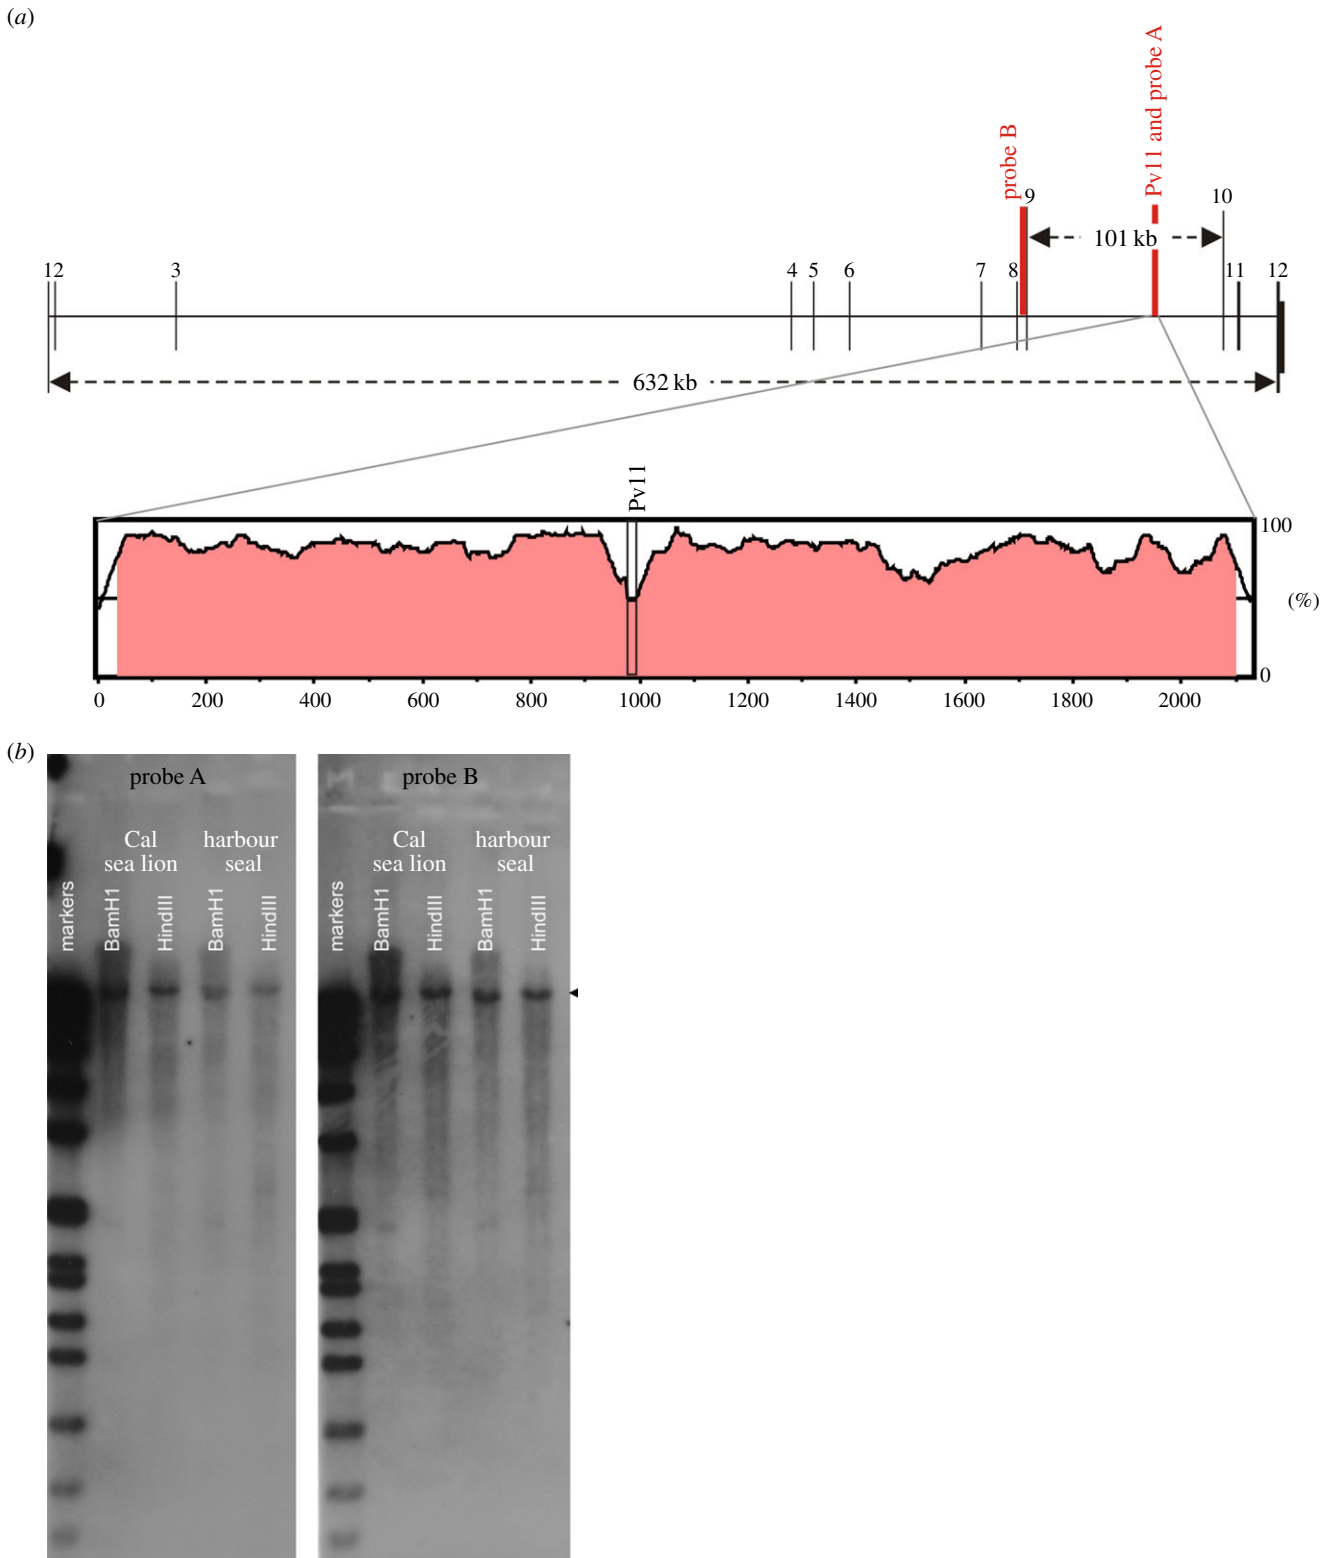 (a)
probe B
Pv11 and probe A
9
10
101 kb
12
3
4
5
6
7
8
11
12
632 kb
Pv11
100
(%)
0
0
200
400
600
800
1000
1200
1400
1600
1800
2000
(b)
probe A
Cal
sea lion
harbour
seal
markers
BamH1
HindIII
BamH1
HindIII
probe B
Cal
sea lion
harbour
seal
markers
BamH1
HindIII
BamH1
HindIII